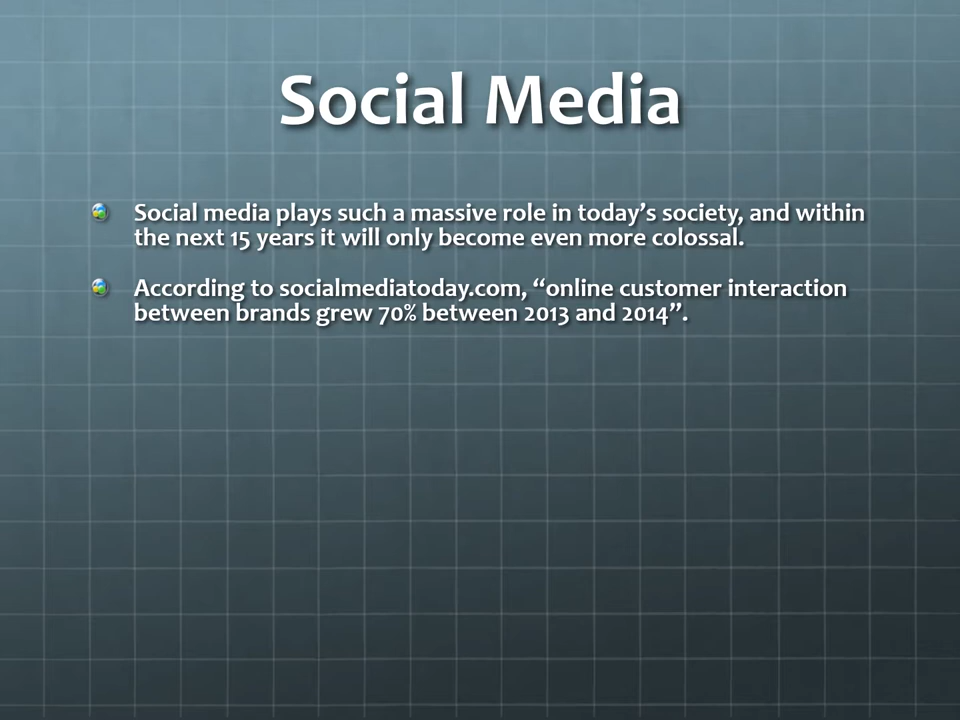 Social Media
Social media plays such a massive role in today’s society, and within
the next 15 years it will only become even more colossal.
According to socialmediatoday.com, “online customer interaction
between brands grew 70% between 2013 and 2014”.